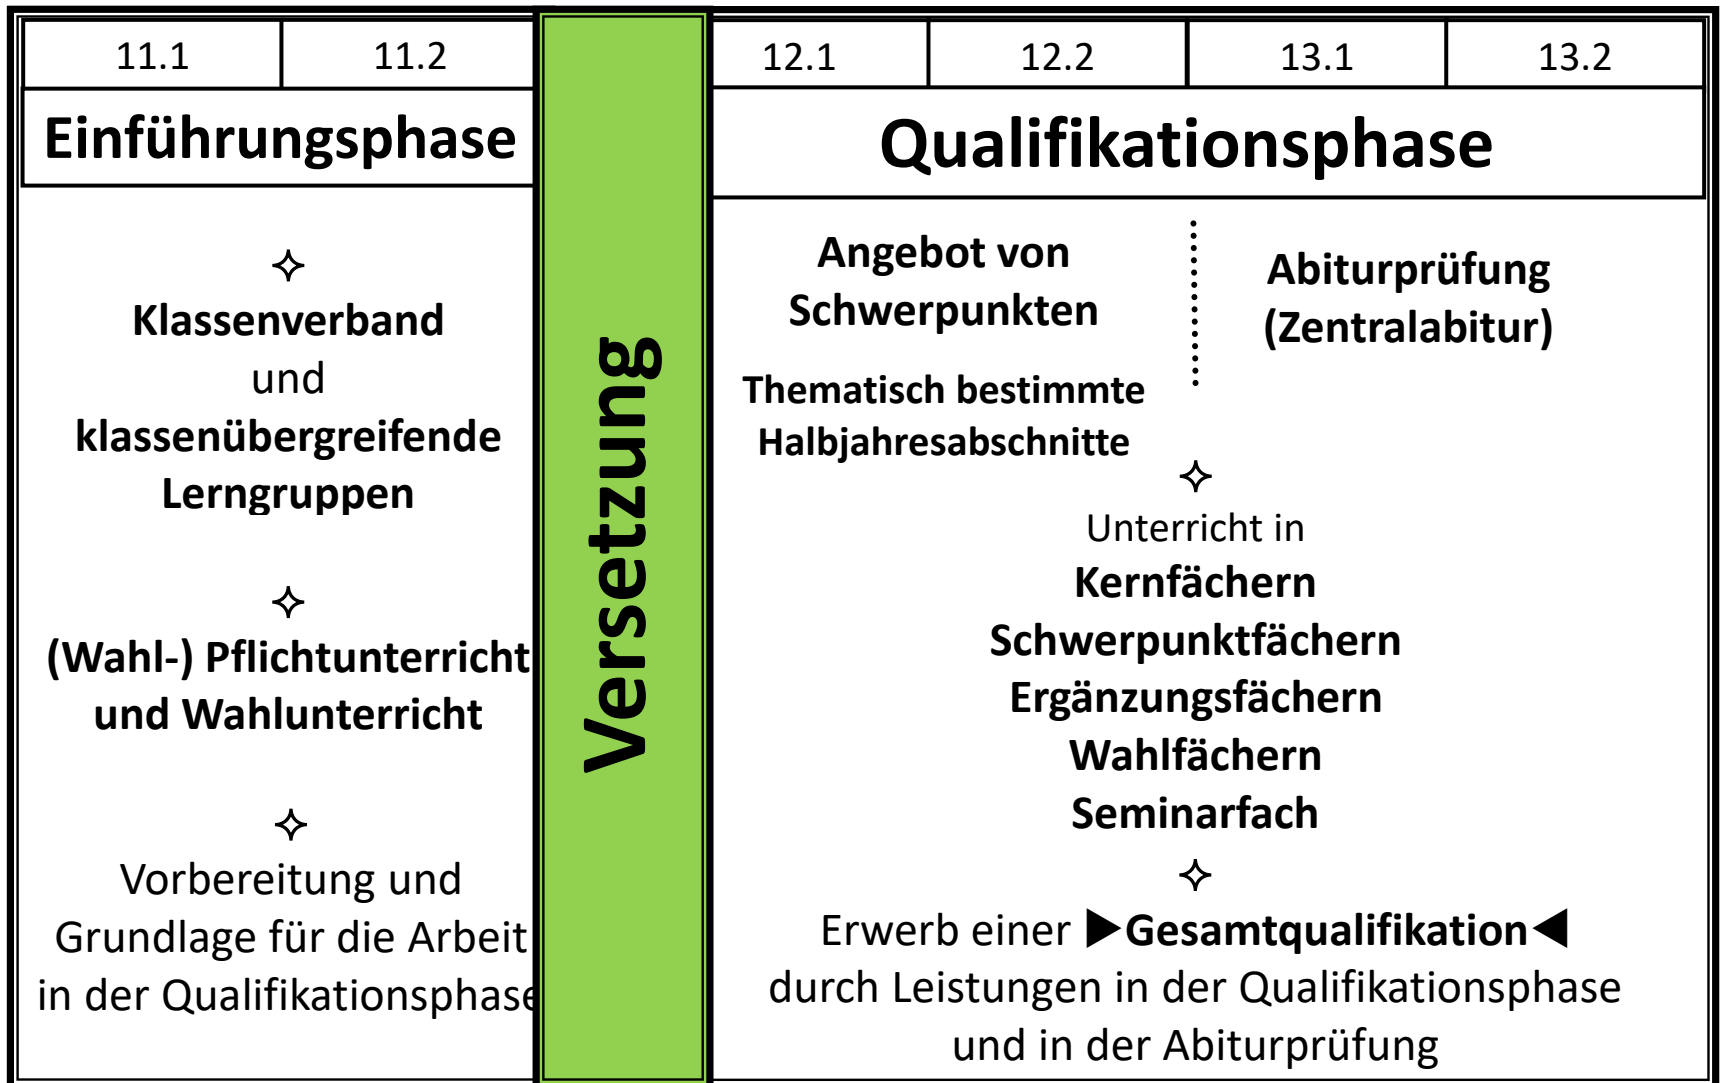 11.1
11.2
Einführungsphase
✧
Klassenverband
und
klassenübergreifende
Lerngruppen
✧
(Wahl-) Pflichtunterricht
und Wahlunterricht
✧
Vorbereitung und
Grundlage für die Arbeit
in der Qualifikationsphase
Versetzung
12.1
12.2
13.1
13.2
Qualifikationsphase
Angebot von
Schwerpunkten
Thematisch bestimmte
Halbjahresabschnitte
Abiturprüfung
(Zentralabitur)
✧
Unterricht in
Kernfächern
Schwerpunktfächern
Ergänzungsfächern
Wahlfächern
Seminarfach
✧
Erwerb einer ▶Gesamtqualifikation◀
durch Leistungen in der Qualifikationsphase
und in der Abiturprüfung